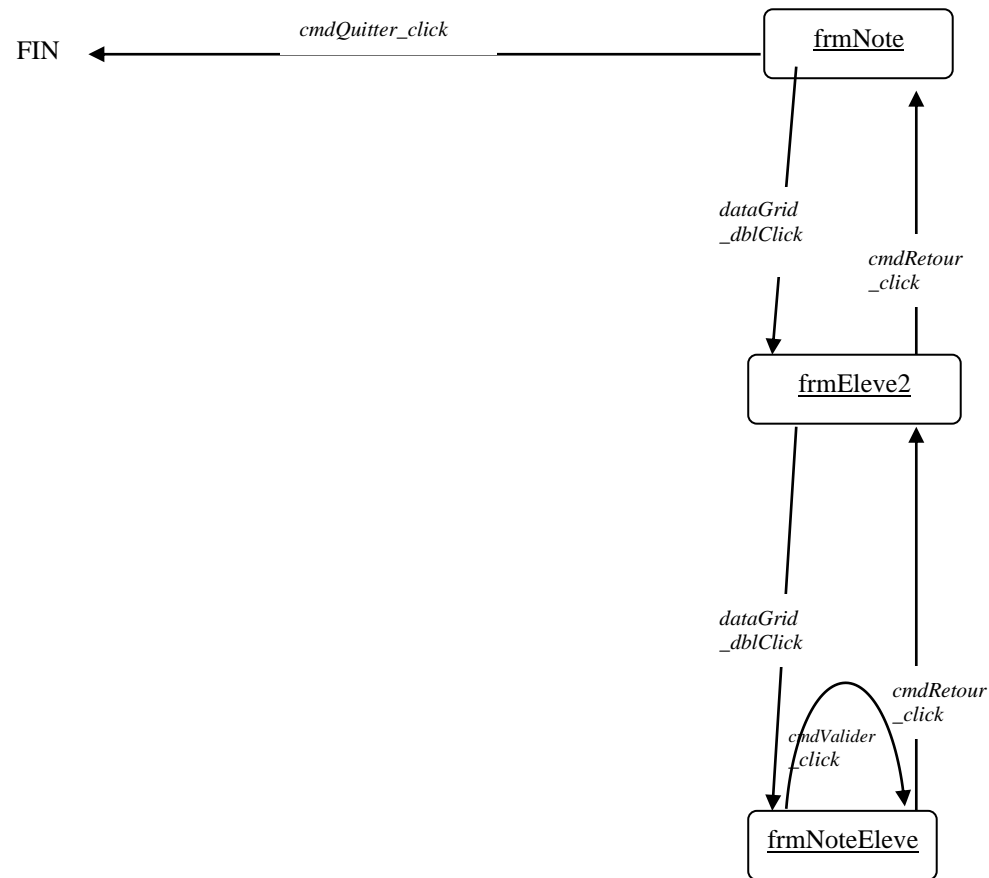 cmdQuitter_click
FIN
frmNote
dataGrid
_dblClick
cmdRetour
_click
frmEleve2
dataGrid
_dblClick
cmdRetour
_click
cmdValider
_click
frmNoteEleve